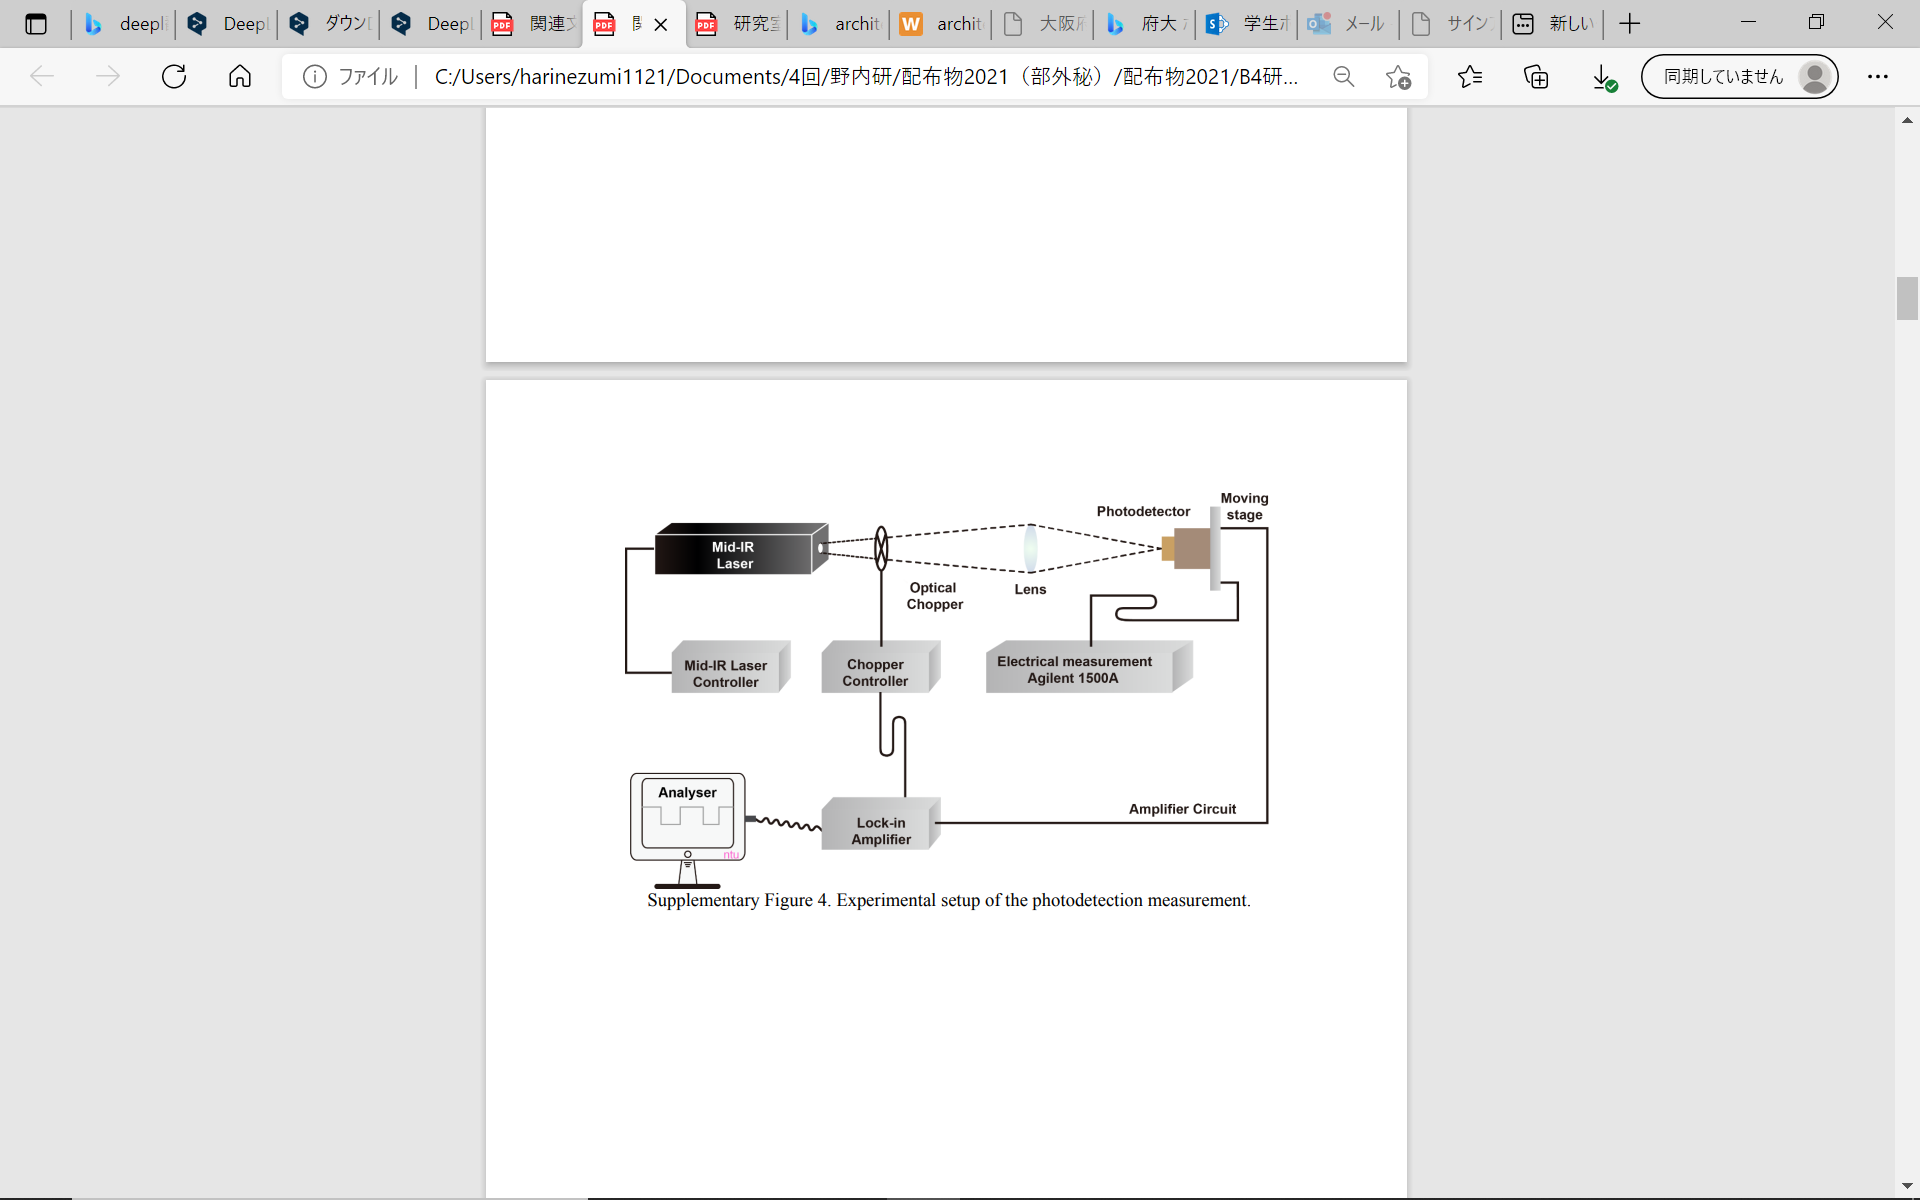 deepl
Deepl
ダウン
Deepl
関連
研究室
archit
archit
大阪
府大
学生
メール
サイン
新しい
ファイル
C:/Users/harinezumi1121/Documents/4回/野内研/配布物2021（部外秘）/配布物2021/B4研...
同期していません
Moving
stage
Photodetector
Mid-IR
Laser
Optical
Chopper
Lens
Mid-IR Laser
Controller
Chopper
Controller
Electrical measurement
Agilent 1500A
Analyser
ntu
Lock-in
Amplifier
Amplifier Circuit
Supplementary Figure 4. Experimental setup of the photodetection measurement.